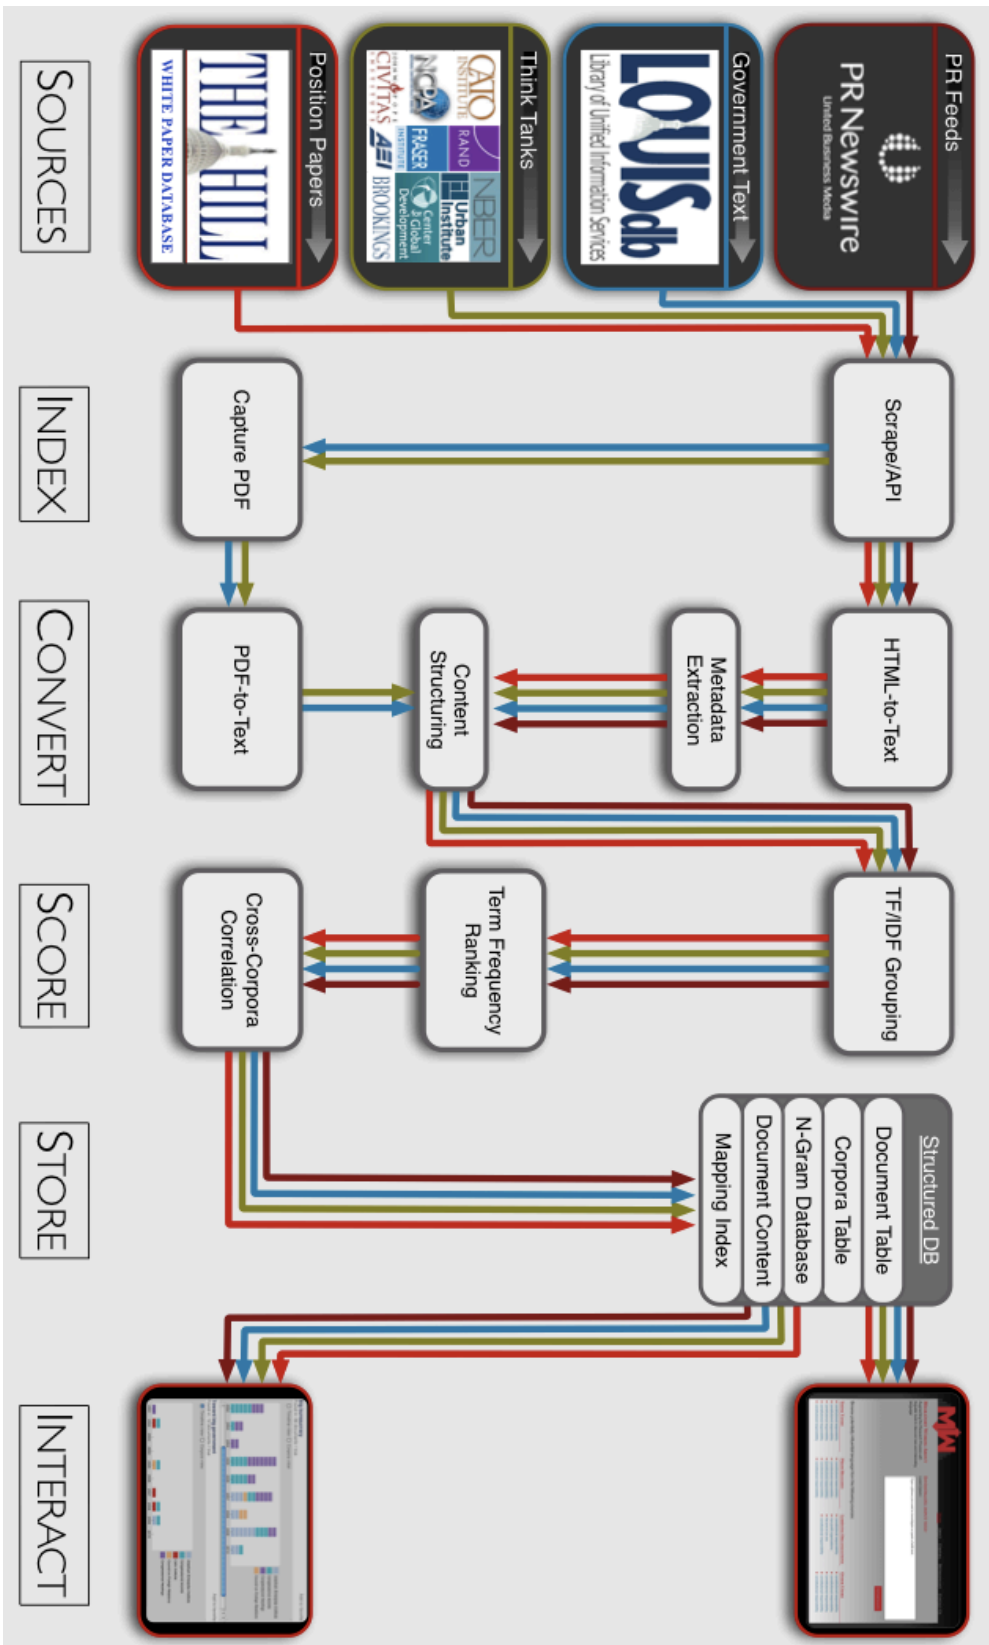 SOURCES
PR Feeds
PR NEWSWIRE
United Business Media
Government Text
LOUISdb
Library of Unified Information Services
Think Tanks
CATO
INSTITUTE
RAND
NBER
NCPA
FRASER
INSTITUTE
Urban
Institute
CIVITAS
INSTITUTE
AEI
Center
for Global
Development
BROOKINGS
Position Papers
THE HILL
WHITE PAPER DATABASE
INDEX
Scrape/API
Capture PDF
CONVERT
HTML-to-Text
Metadata
Extraction
Content
Structuring
PDF-to-Text
SCORE
TF/IDF Grouping
Term Frequency
Ranking
Cross-Corpora
Correlation
STORE
Structured DB
Document Table
Corpora Table
N-Gram Database
Document Content
Mapping Index
INTERACT
MW